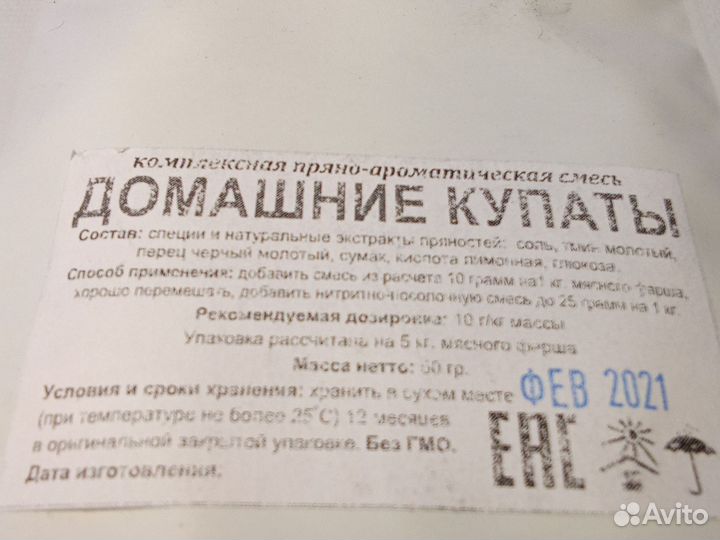 комплексная пряно-ароматическая смесь
ДОМАШНИЕ КУПАТЫ
Состав: специи и натуральные экстракты пряностей: соль, тмин молотый,
перец черный молотый, сумак, кислота лимонная, глюкоза.
Способ применения: добавить смесь из расчета 10 грамм на 1 кг. мясного фарша,
хорошо перемешать, добавить нитритно-посолочную смесь до 25 грамм на 1 кг.
Рекомендуемая дозировка: 10 г/кг массы
Упаковка рассчитана на 5 кг. мясного фарша
Масса нетто: гр.
Условия и сроки хранения: хранить в сухом месте
ФЕВ 2021
(при температуре не более 25°С) 12 месяцев
в оригинальной закрытой упаковке. Без ГМО.
Дата изготовления.
EAC
Avito